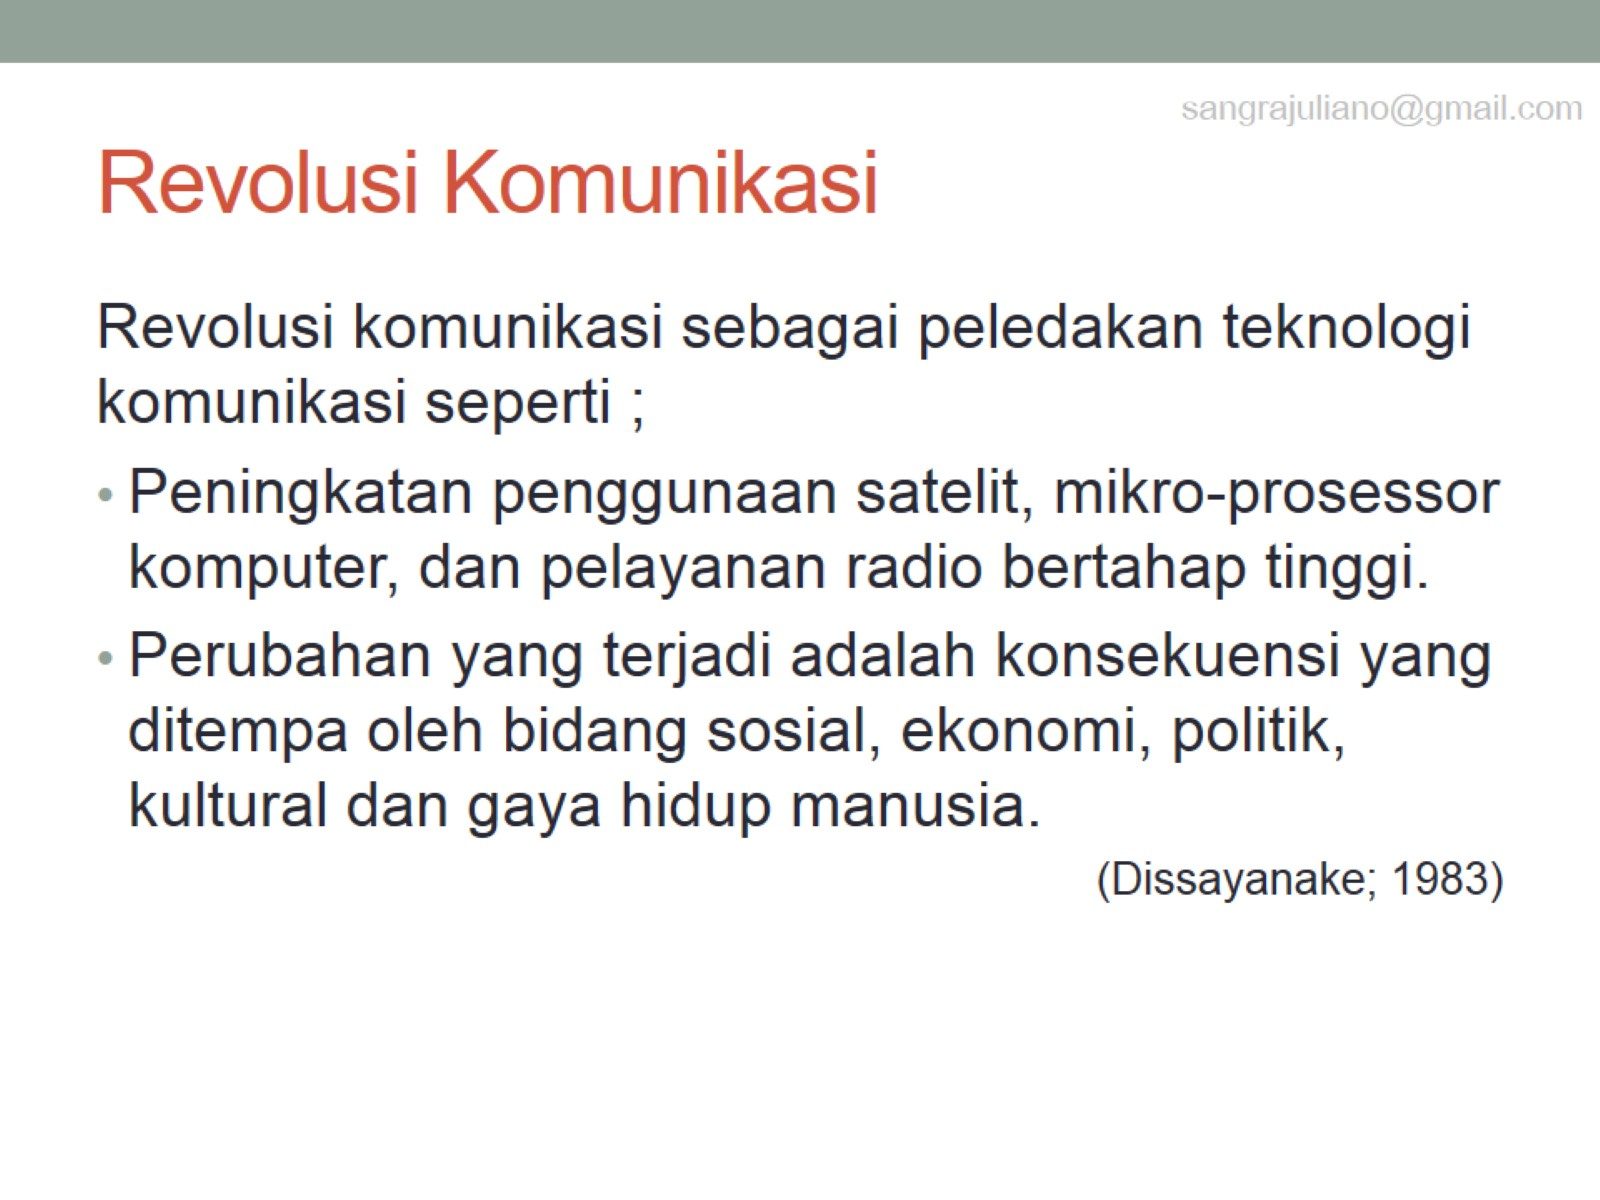 sangrajuliano@gmail.com
Revolusi Komunikasi
Revolusi komunikasi sebagai peledakan teknologi
komunikasi seperti ;
• Peningkatan penggunaan satelit, mikro-prosessor
komputer, dan pelayanan radio bertahap tinggi.
• Perubahan yang terjadi adalah konsekuensi yang
ditempa oleh bidang sosial, ekonomi, politik,
kultural dan gaya hidup manusia.
(Dissayanake; 1983)